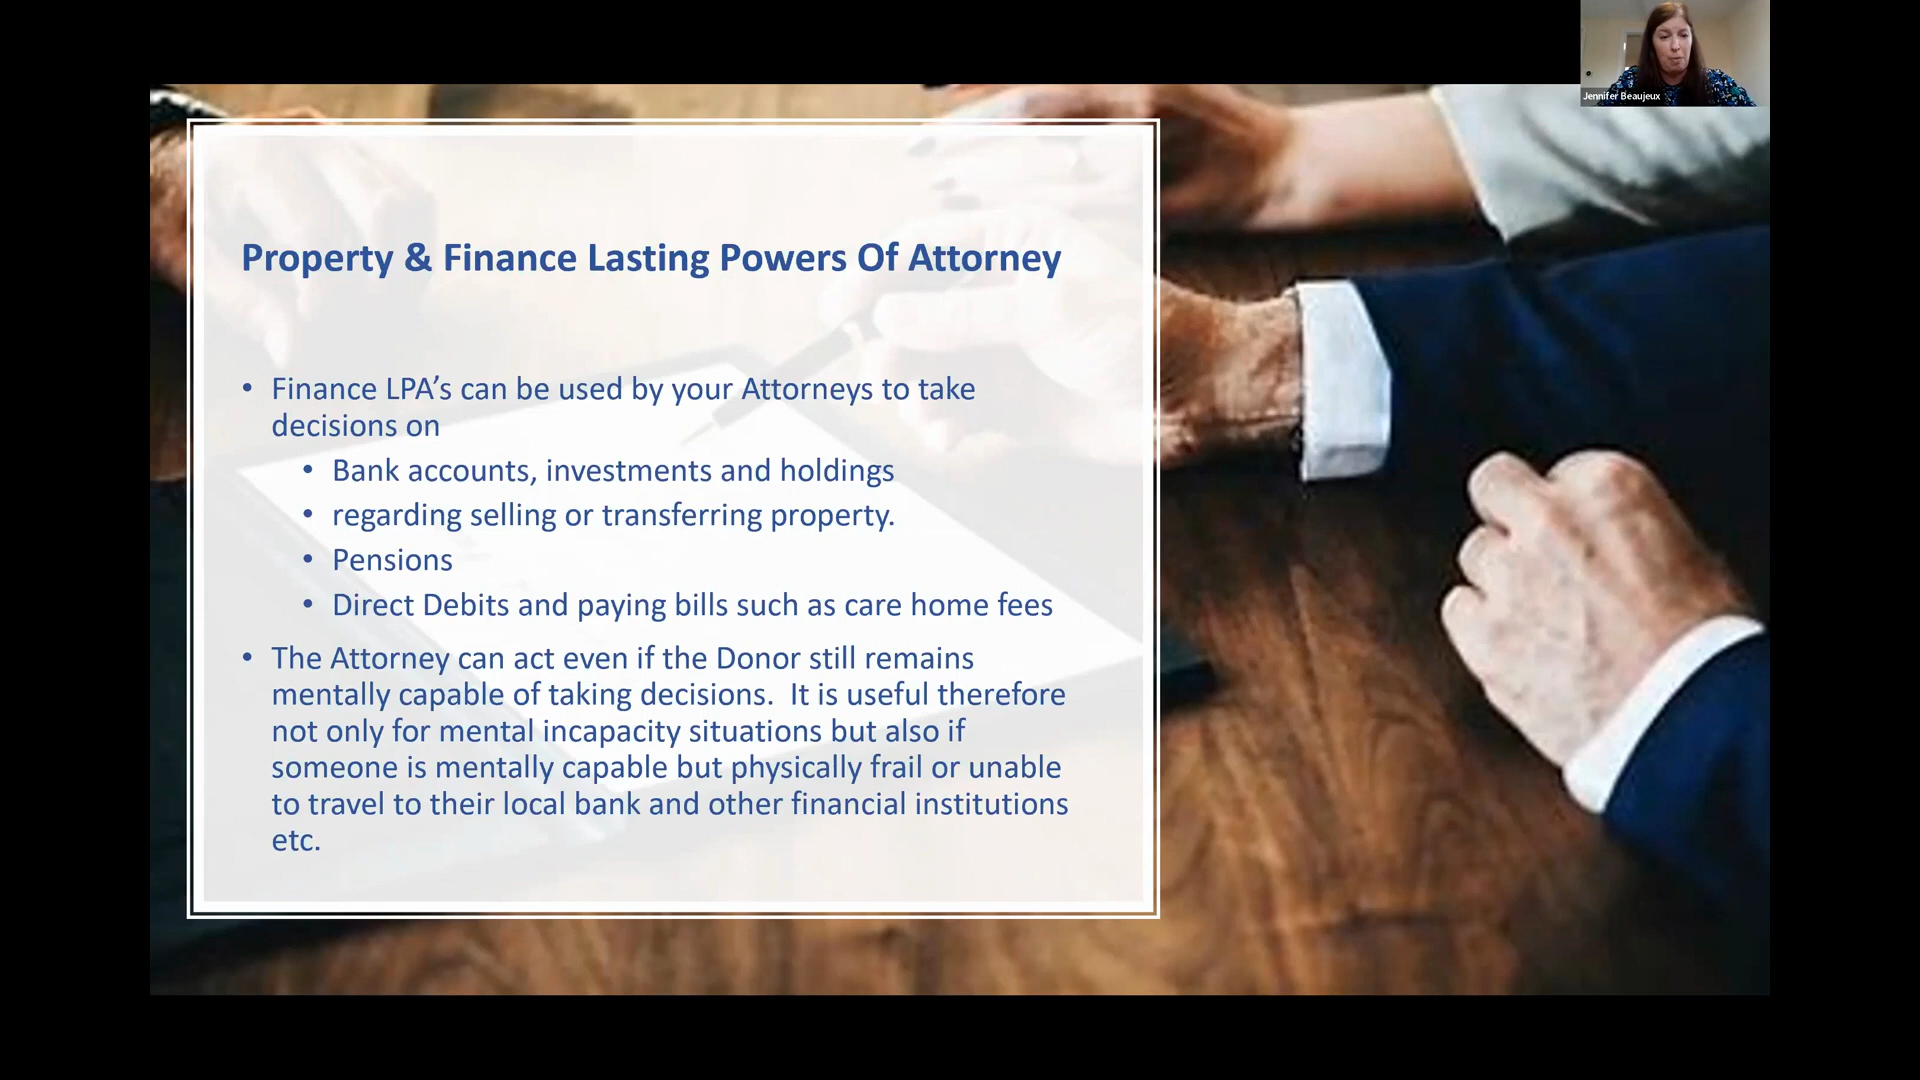 Jennifer Beaujeux
Property & Finance Lasting Powers Of Attorney
• Finance LPA’s can be used by your Attorneys to take
decisions on
• Bank accounts, investments and holdings
• regarding selling or transferring property.
• Pensions
• Direct Debits and paying bills such as care home fees
• The Attorney can act even if the Donor still remains
mentally capable of taking decisions.  It is useful therefore
not only for mental incapacity situations but also if
someone is mentally capable but physically frail or unable
to travel to their local bank and other financial institutions
etc.